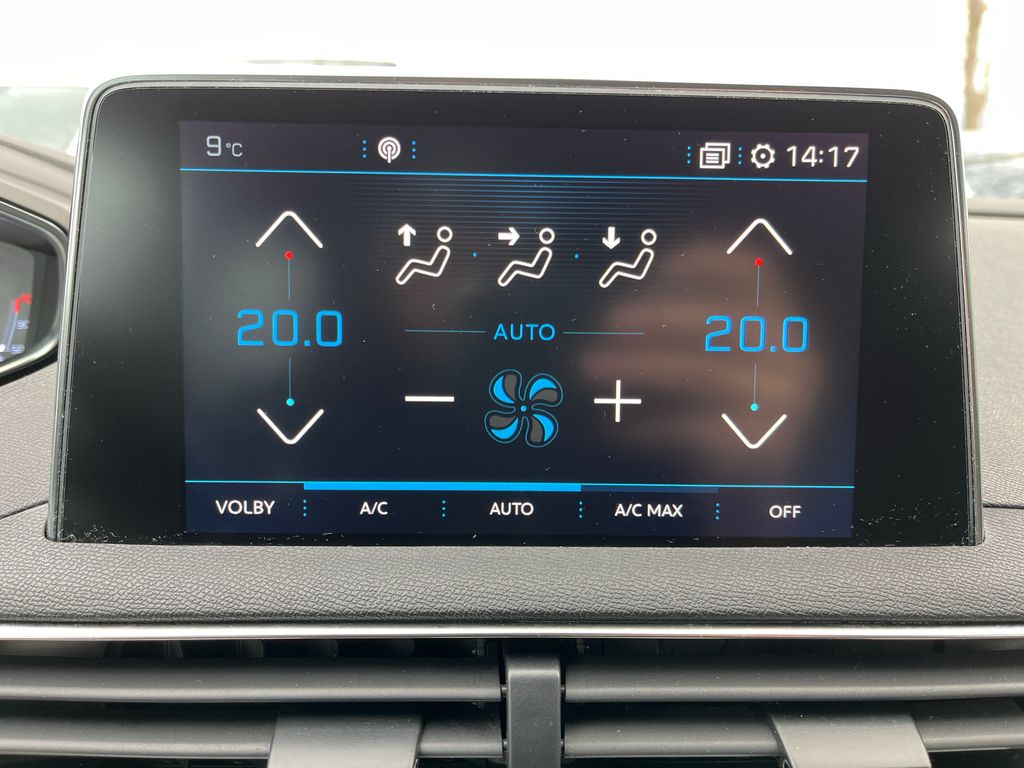 9°C 14:17
20.0 AUTO 20.0
VOLBY A/C AUTO A/C MAX OFF